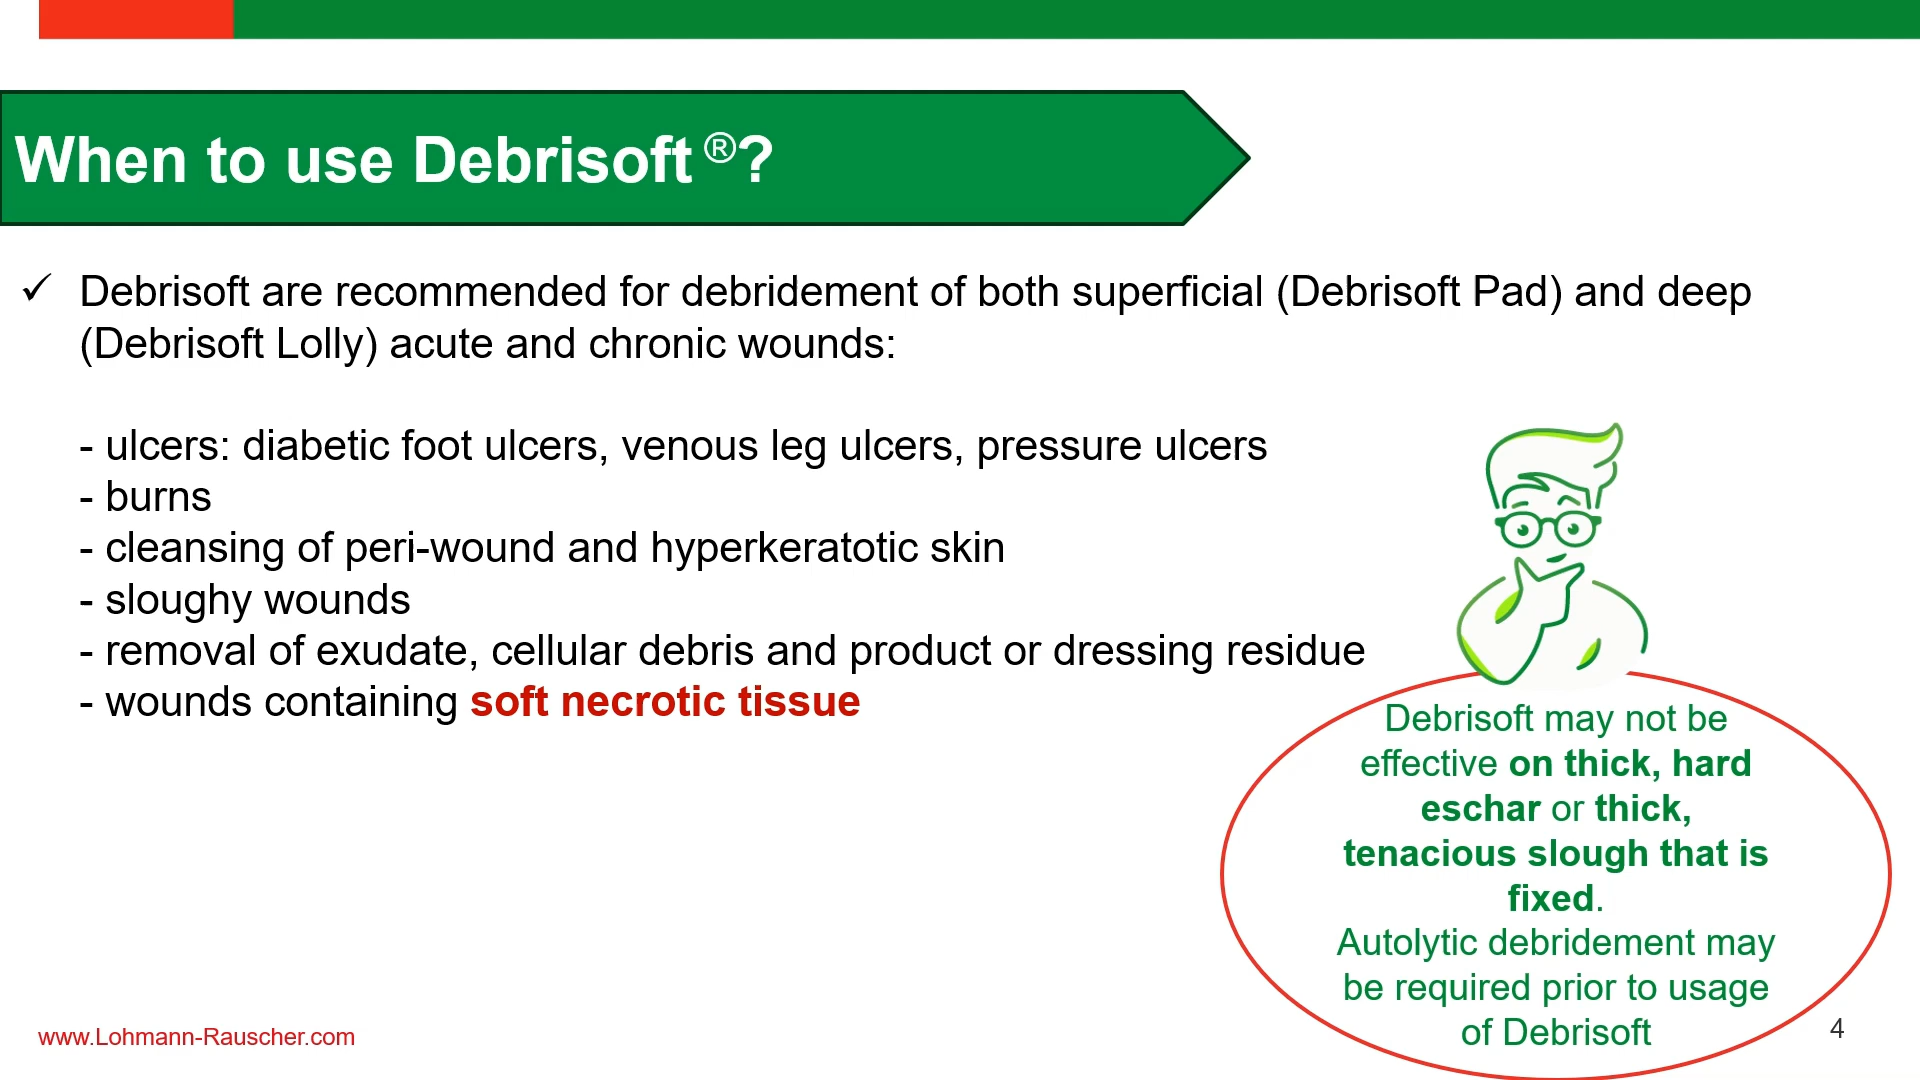 When to use Debrisoft ®?
✓ Debrisoft are recommended for debridement of both superficial (Debrisoft Pad) and deep
(Debrisoft Lolly) acute and chronic wounds:
- ulcers: diabetic foot ulcers, venous leg ulcers, pressure ulcers
- burns
- cleansing of peri-wound and hyperkeratotic skin
- sloughy wounds
- removal of exudate, cellular debris and product or dressing residue
- wounds containing soft necrotic tissue
Debrisoft may not be
effective on thick, hard
eschar or thick,
tenacious slough that is
fixed.
Autolytic debridement may
be required prior to usage
of Debrisoft
www.Lohmann-Rauscher.com
4